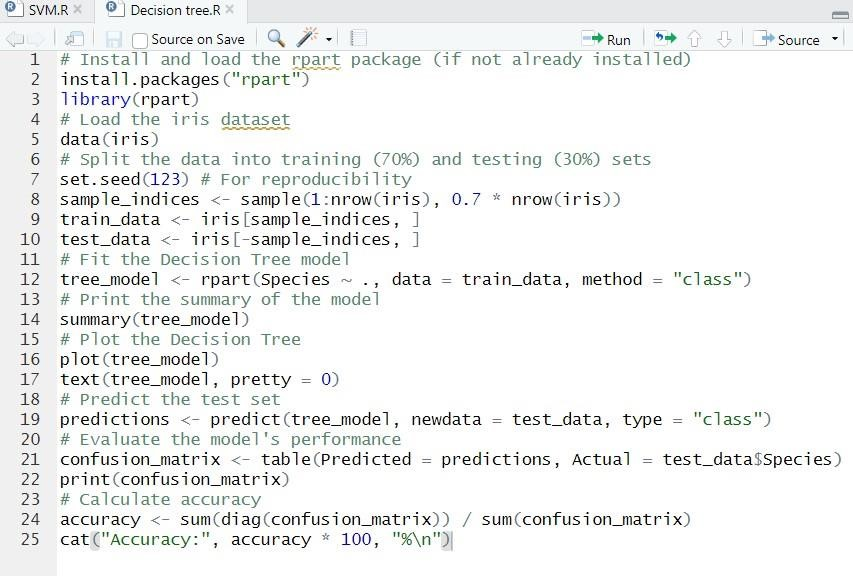 SVM.R × Decision tree.R ×
Source on Save Run Source
1 # Install and load the rpart package (if not already installed)
2 install.packages("rpart")
3 library(rpart)
4 # Load the iris dataset
5 data(iris)
6 # Split the data into training (70%) and testing (30%) sets
7 set.seed(123) # For reproducibility
8 sample_indices <- sample(1:nrow(iris), 0.7 * nrow(iris))
9 train_data <- iris[sample_indices, ]
10 test_data <- iris[-sample_indices, ]
11 # Fit the Decision Tree model
12 tree_model <- rpart(Species ~ ., data = train_data, method = "class")
13 # Print the summary of the model
14 summary(tree_model)
15 # Plot the Decision Tree
16 plot(tree_model)
17 text(tree_model, pretty = 0)
18 # Predict the test set
19 predictions <- predict(tree_model, newdata = test_data, type = "class")
20 # Evaluate the model's performance
21 confusion_matrix <- table(Predicted = predictions, Actual = test_data$Species)
22 print(confusion_matrix)
23 # Calculate accuracy
24 accuracy <- sum(diag(confusion_matrix)) / sum(confusion_matrix)
25 cat("Accuracy:", accuracy * 100, "%\n")